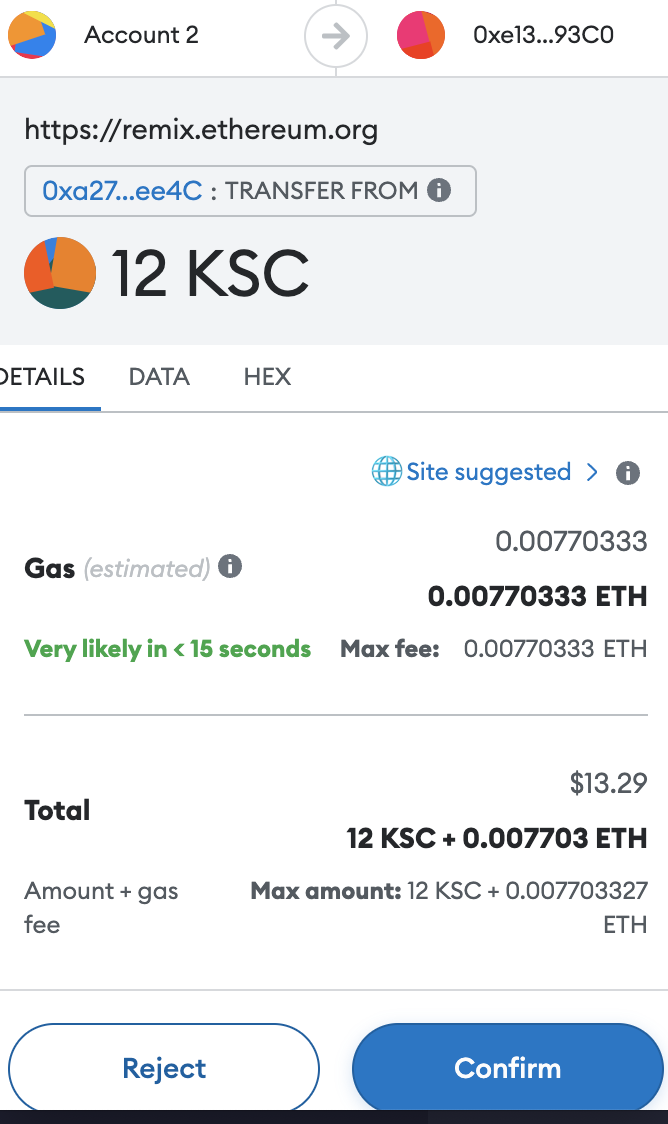 Account 2
0xe13...93C0
https://remix.ethereum.org
0xa27...ee4C : TRANSFER FROM
12 KSC
DETAILS DATA HEX
Site suggested >
0.00770333
Gas (estimated)
0.00770333 ETH
Very likely in < 15 seconds Max fee: 0.00770333 ETH
$13.29
Total
12 KSC + 0.007703 ETH
Amount + gas fee
Max amount: 12 KSC + 0.007703327 ETH
Reject
Confirm